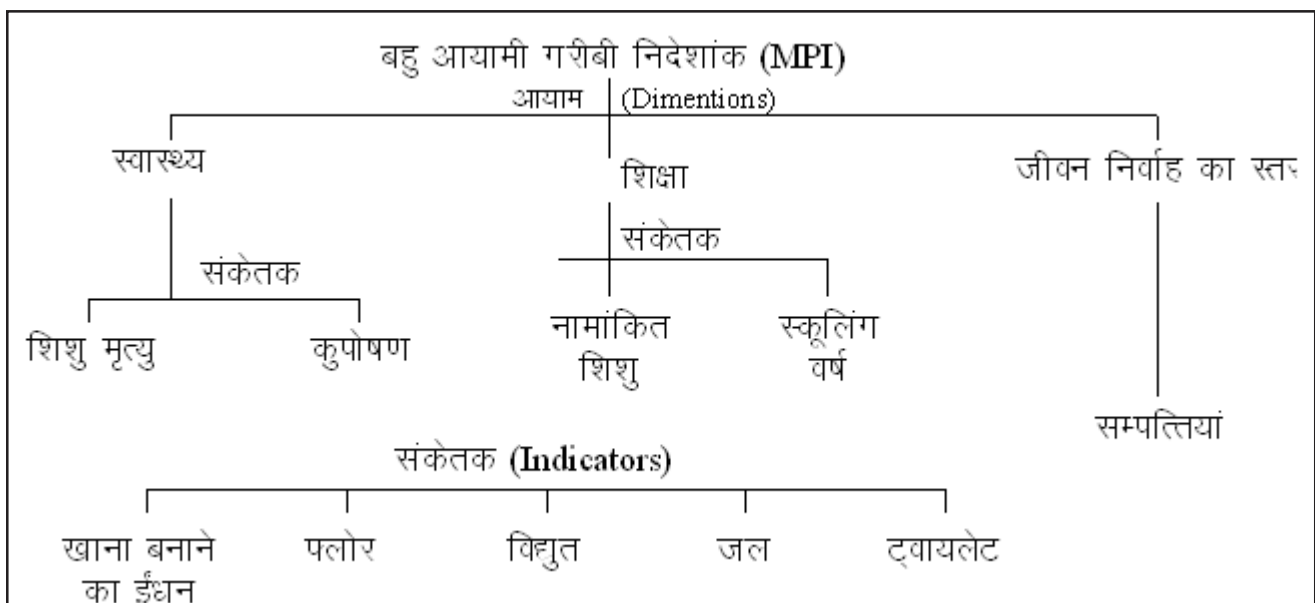 बहु आयामी गरीबी निदेशांक (MPI)
आयाम (Dimentions)
स्वास्थ्य
शिक्षा
जीवन निर्वाह का स्तर
संकेतक
संकेतक
शिशु मृत्यु
कुपोषण
नामांकित
शिशु
स्कूलिंग
वर्ष
सम्पत्तियां
संकेतक (Indicators)
खाना बनाने
का ईंधन
फ्लोर
विद्युत
जल
ट्वायलेट